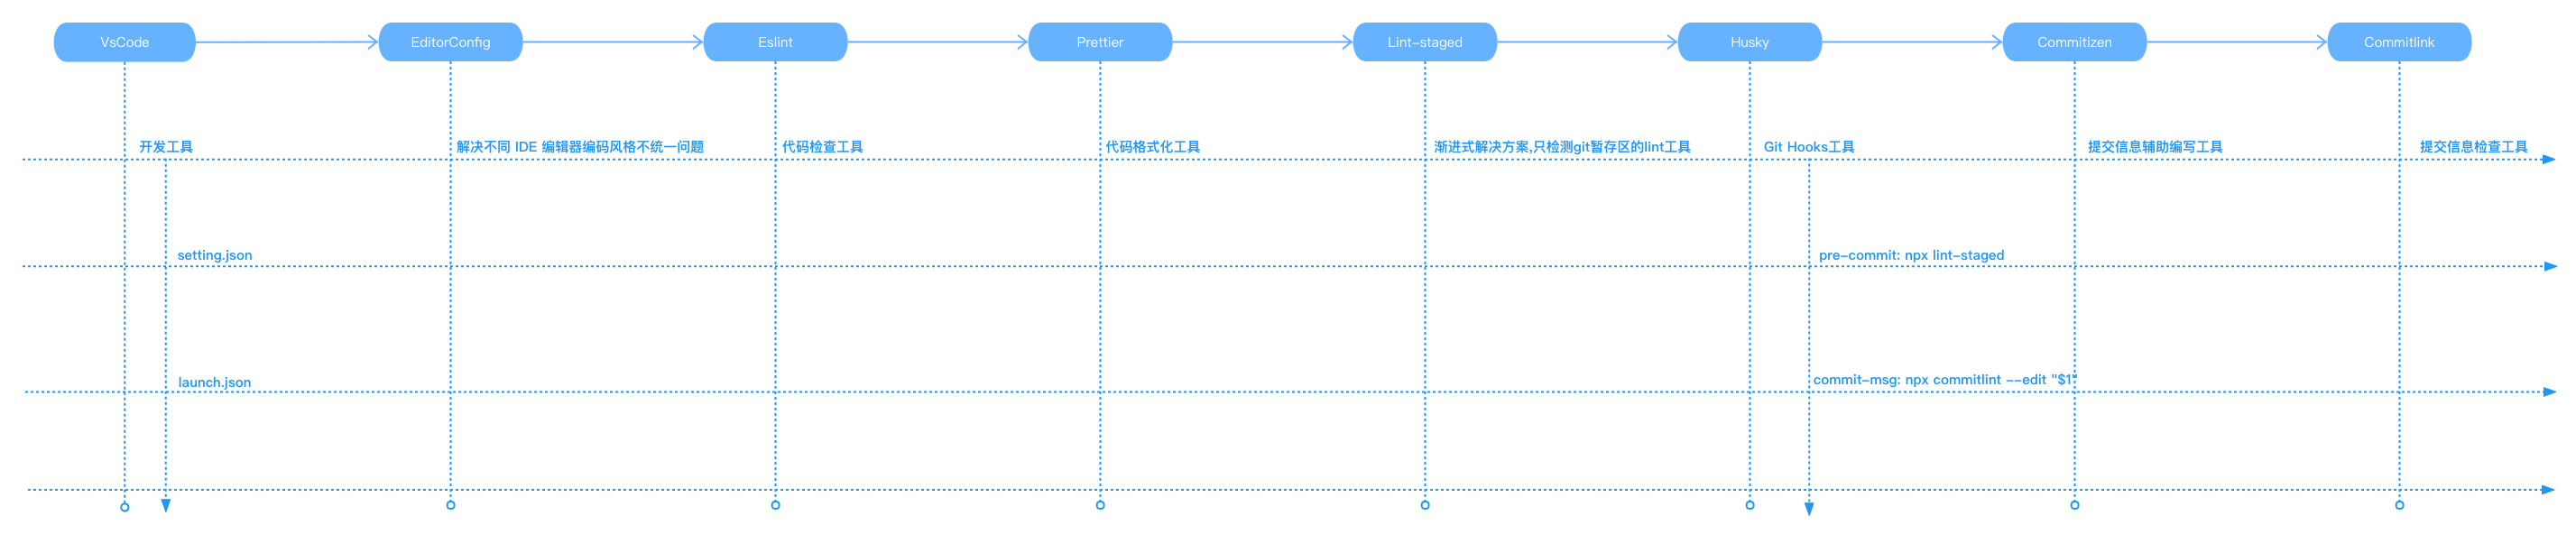 VsCode
EditorConfig
Eslint
Prettier
Lint-staged
Husky
Commitizen
Commitlink
开发工具
解决不同 IDE 编辑器编码风格不统一问题
代码检查工具
代码格式化工具
渐进式解决方案,只检测git暂存区的lint工具
Git Hooks工具
提交信息辅助编写工具
提交信息检查工具
setting.json
pre-commit: npx lint-staged
launch.json
commit-msg: npx commitlint --edit "$1"